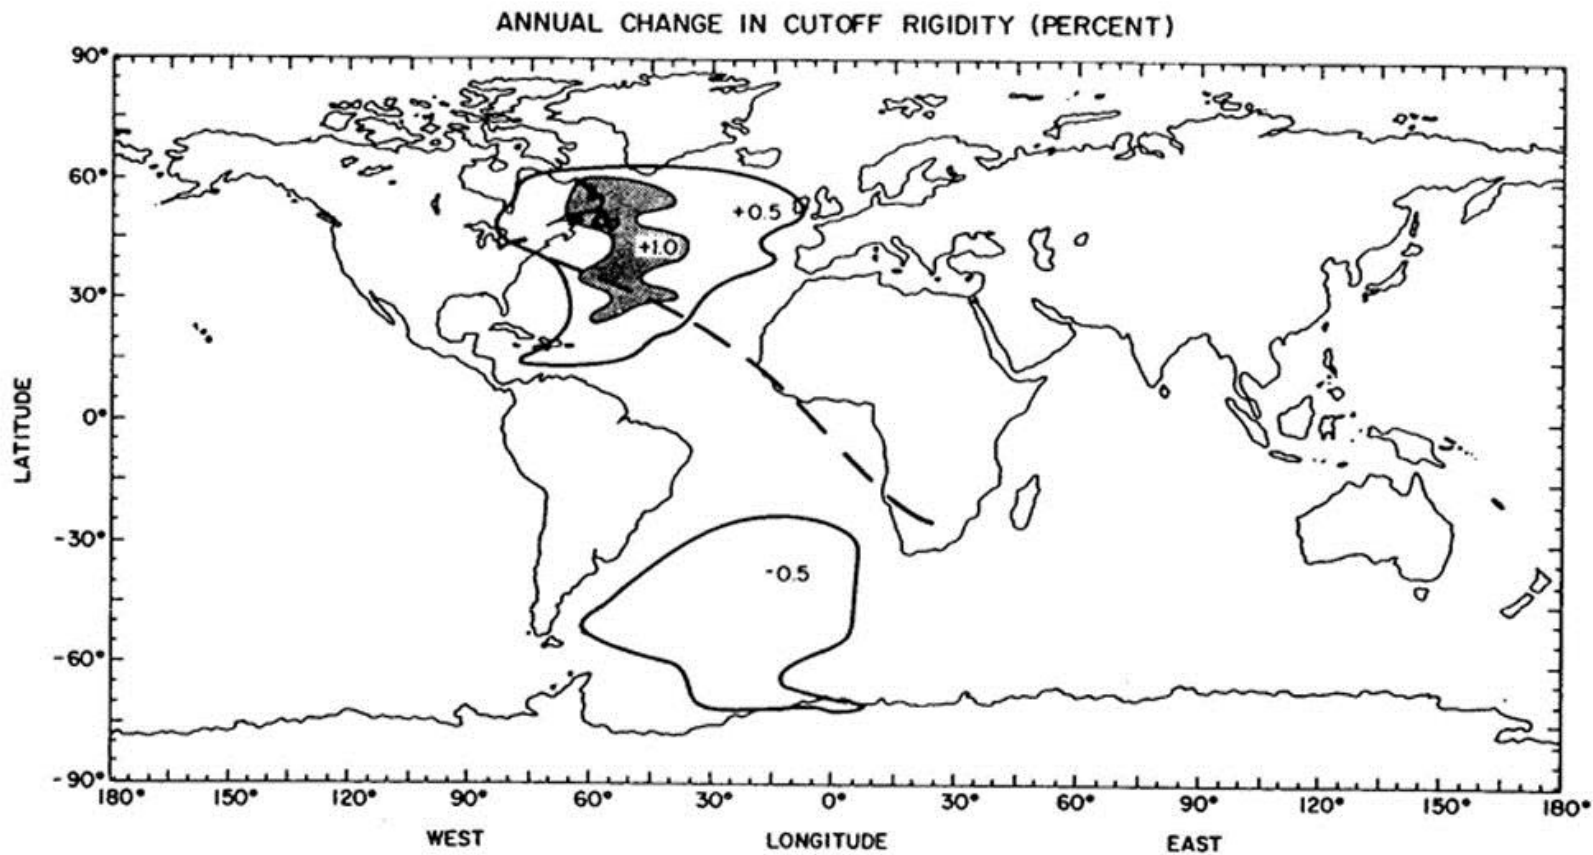 ANNUAL CHANGE IN CUTOFF RIGIDITY (PERCENT)
90°
60°
+0.5
+1.0
30°
LATITUDE
0°
-30°
-0.5
-60°
-90°
180° 150° 120° 90° 60° 30° 0° 30° 60° 90° 120° 150° 180°
WEST LONGITUDE EAST